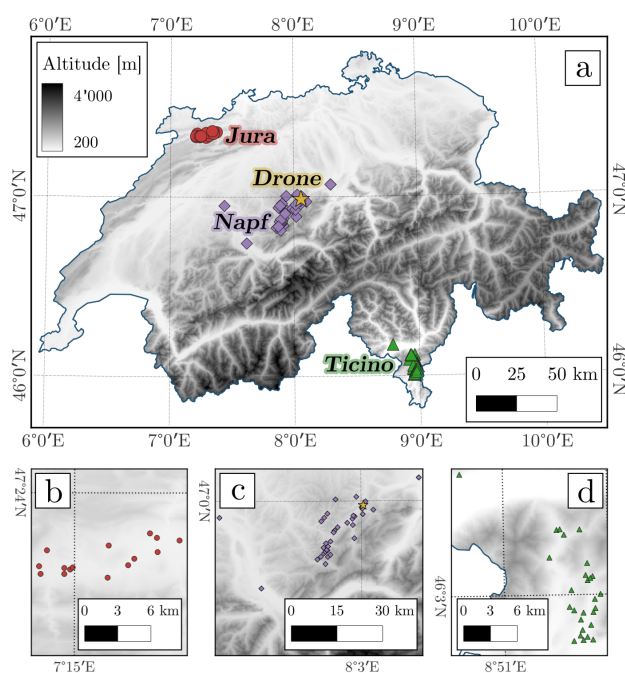 6°0′E 7°0′E 8°0′E 9°0′E 10°0′E
Altitude [m]
4'000
200
a
Jura
Drone
47°0′N
47°0′N
Napf
Ticino
46°0′N
46°0′N
0 25 50 km
6°0′E 7°0′E 8°0′E 9°0′E 10°0′E
b
47°24′N
0 3 6 km
7°15′E
c
47°0′N
0 15 30 km
8°3′E
d
46°3′N
0 3 6 km
8°51′E